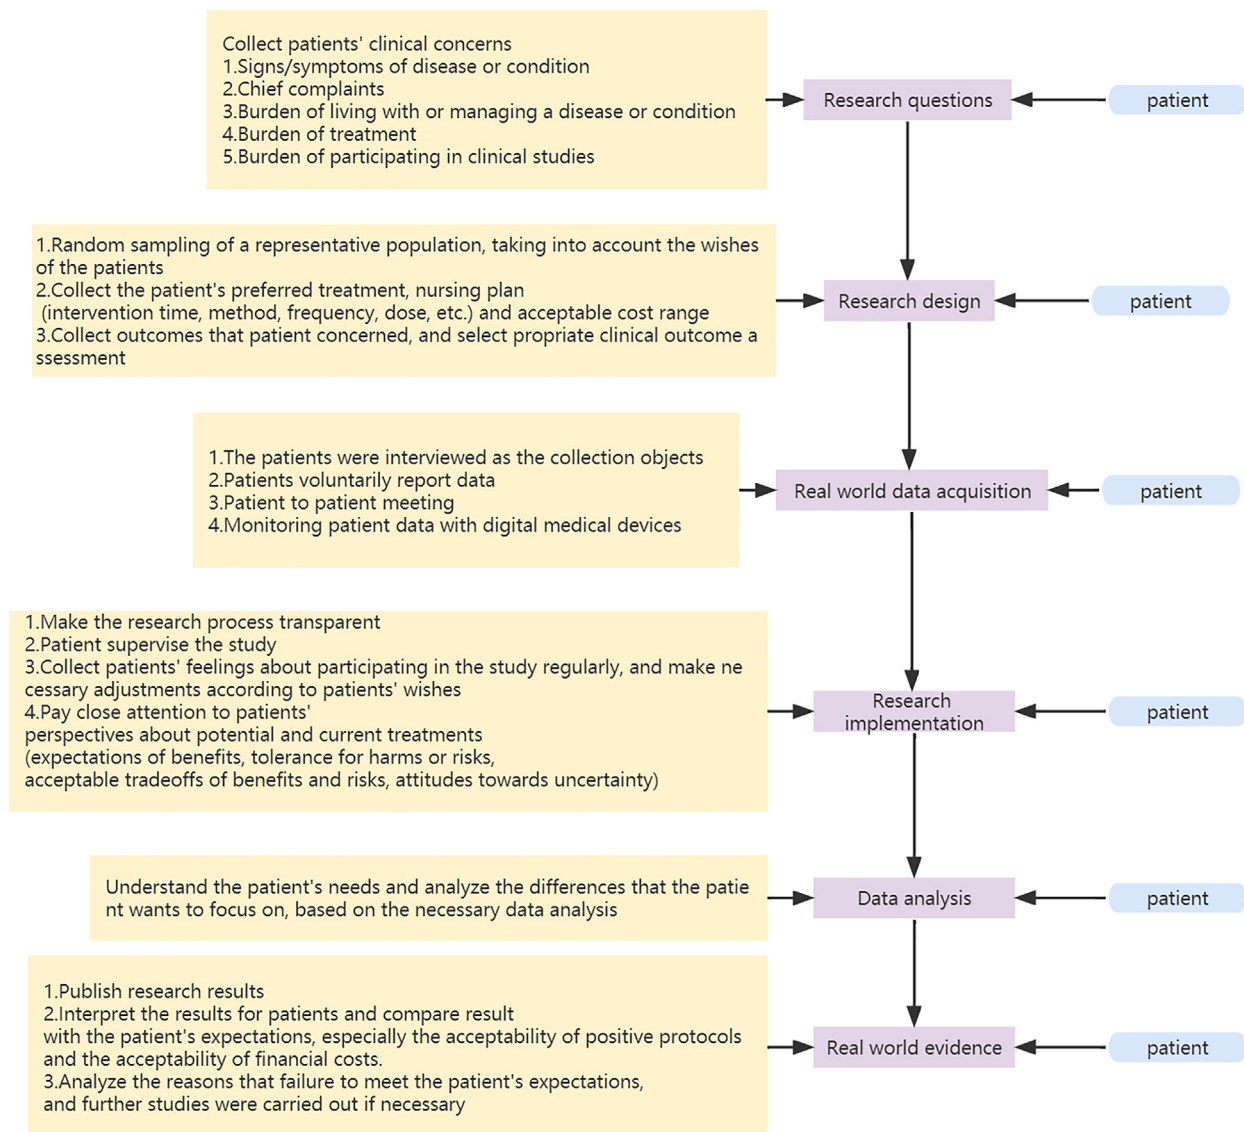 Collect patients' clinical concerns
1.Signs/symptoms of disease or condition
2.Chief complaints
3.Burden of living with or managing a disease or condition
4.Burden of treatment
5.Burden of participating in clinical studies
Research questions
patient
1.Random sampling of a representative population, taking into account the wishes
of the patients
2.Collect the patient's preferred treatment, nursing plan
(intervention time, method, frequency, dose, etc.) and acceptable cost range
3.Collect outcomes that patient concerned, and select propriate clinical outcome a
ssessment
Research design
patient
1.The patients were interviewed as the collection objects
2.Patients voluntarily report data
3.Patient to patient meeting
4.Monitoring patient data with digital medical devices
Real world data acquisition
patient
1.Make the research process transparent
2.Patient supervise the study
3.Collect patients' feelings about participating in the study regularly, and make ne
cessary adjustments according to patients' wishes
4.Pay close attention to patients'
perspectives about potential and current treatments
(expectations of benefits, tolerance for harms or risks,
acceptable tradeoffs of benefits and risks, attitudes towards uncertainty)
Research
implementation
patient
Understand the patient's needs and analyze the differences that the patie
nt wants to focus on, based on the necessary data analysis
Data analysis
patient
1.Publish research results
2.Interpret the results for patients and compare result
with the patient's expectations, especially the acceptability of positive protocols
and the acceptability of financial costs.
3.Analyze the reasons that failure to meet the patient's expectations,
and further studies were carried out if necessary
Real world evidence
patient